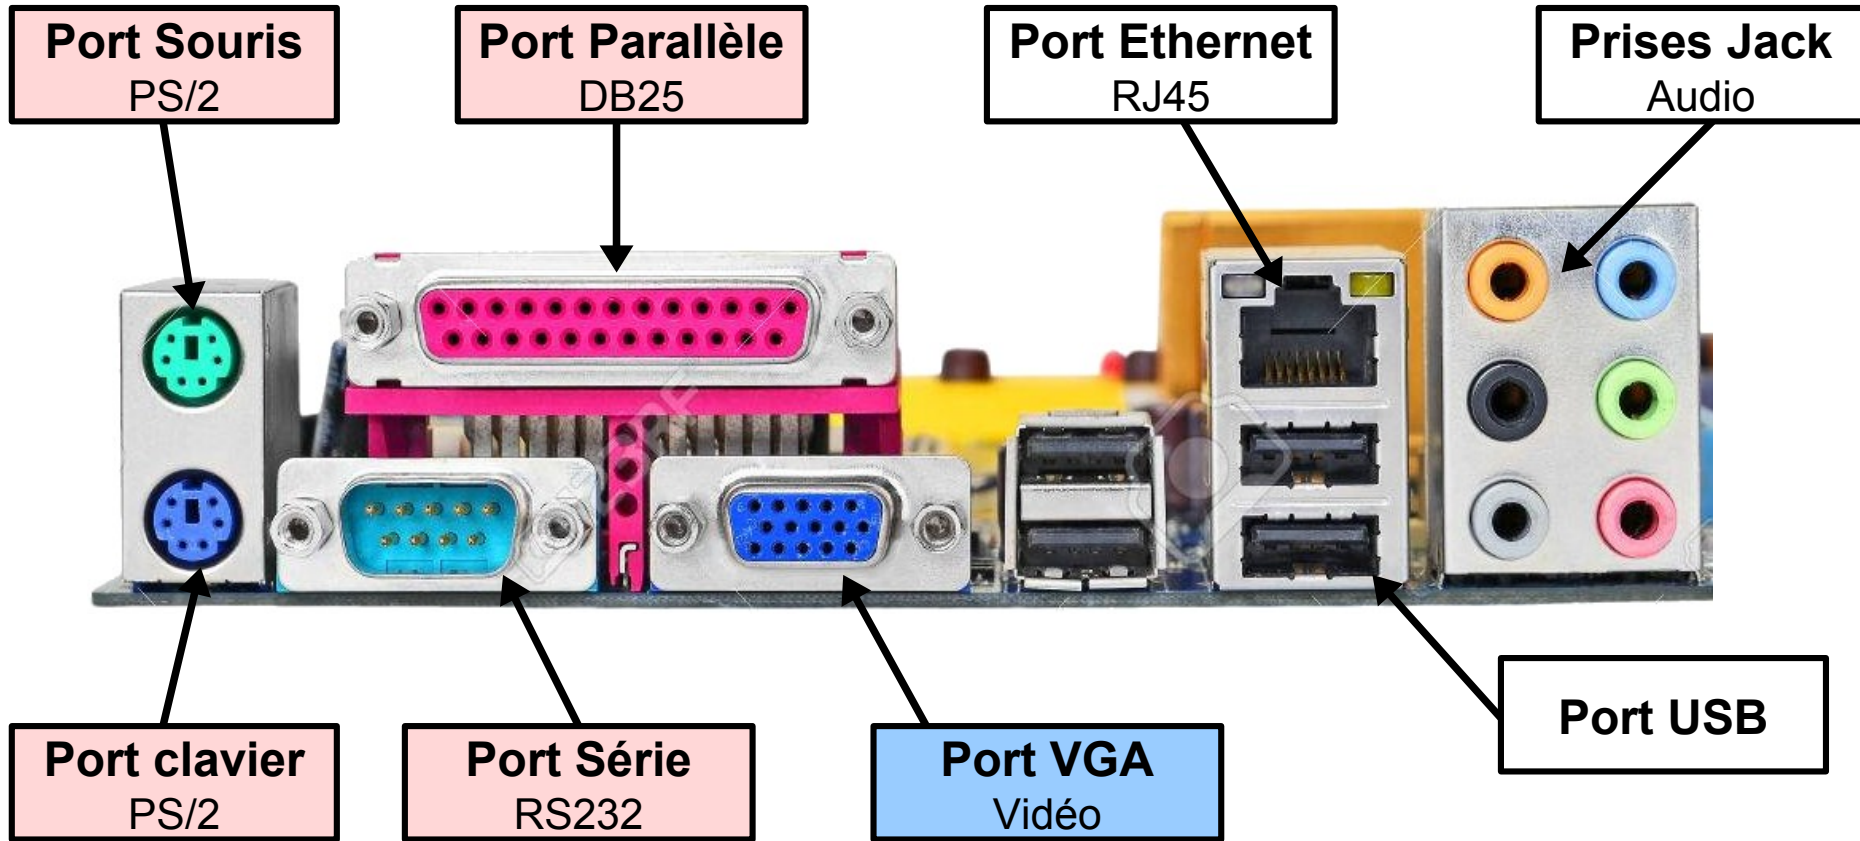 Port Souris
PS/2
Port Parallèle
DB25
Port Ethernet
RJ45
Prises Jack
Audio
Port clavier
PS/2
Port Série
RS232
Port VGA
Vidéo
Port USB